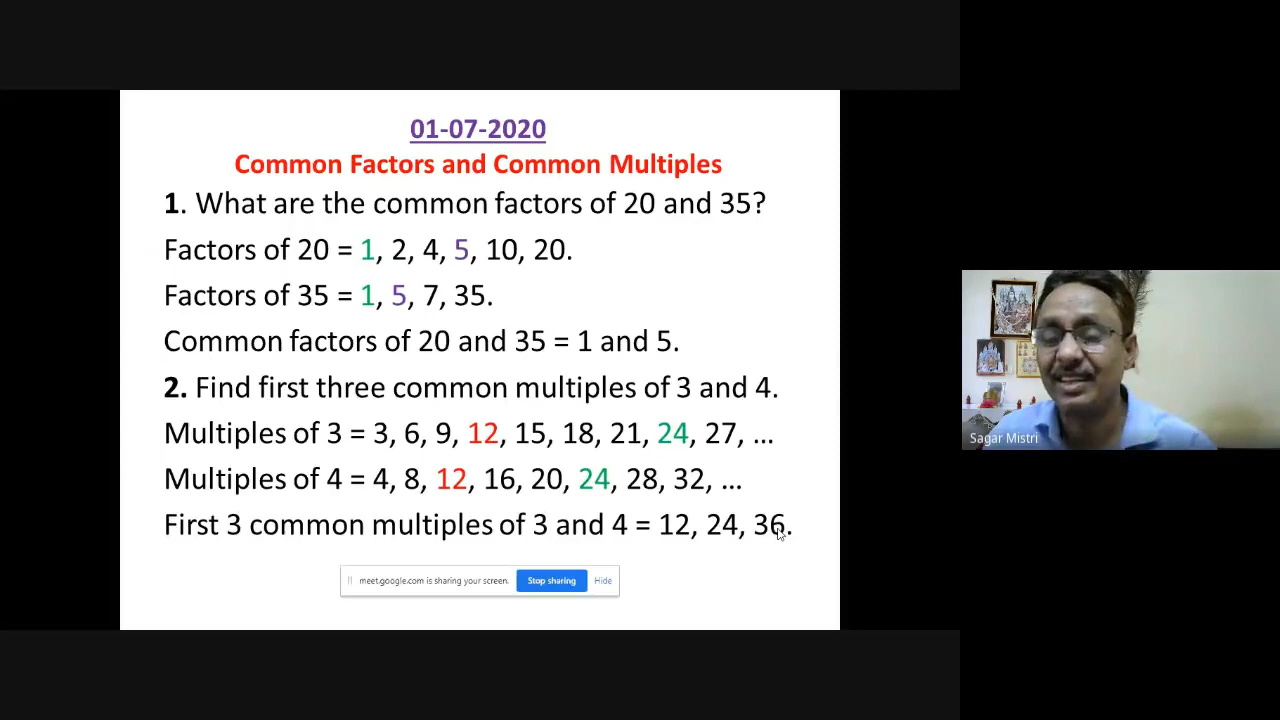 01-07-2020
Common Factors and Common Multiples
1. What are the common factors of 20 and 35?
Factors of 20 = 1, 2, 4, 5, 10, 20.
Factors of 35 = 1, 5, 7, 35.
Common factors of 20 and 35 = 1 and 5.
2. Find first three common multiples of 3 and 4.
Multiples of 3 = 3, 6, 9, 12, 15, 18, 21, 24, 27, ...
Multiples of 4 = 4, 8, 12, 16, 20, 24, 28, 32, ...
First 3 common multiples of 3 and 4 = 12, 24, 36.
meet.google.com is sharing your screen. Stop sharing Hide
Sagar Mistri